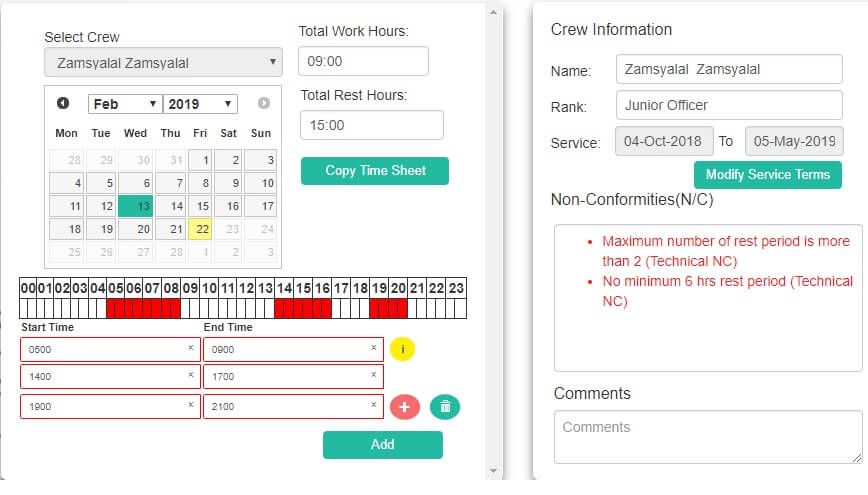 Select Crew
Zamsyalal Zamsyalal
Feb 2019
Mon Tue Wed Thu Fri Sat Sun
28 29 30 31 1 2 3
4 5 6 7 8 9 10
11 12 13 14 15 16 17
18 19 20 21 22 23 24
25 26 27 28 1 2 3
Total Work Hours:
09:00
Total Rest Hours:
15:00
Copy Time Sheet
00 01 02 03 04 05 06 07 08 09 10 11 12 13 14 15 16 17 18 19 20 21 22 23
Start Time End Time
0500 × 0900 × i
1400 × 1700 ×
1900 × 2100 × +
Add
Crew Information
Name: Zamsyalal Zamsyalal
Rank: Junior Officer
Service: 04-Oct-2018 To 05-May-2019
Modify Service Terms
Non-Conformities(N/C)
• Maximum number of rest period is more
than 2 (Technical NC)
• No minimum 6 hrs rest period (Technical
NC)
Comments
Comments